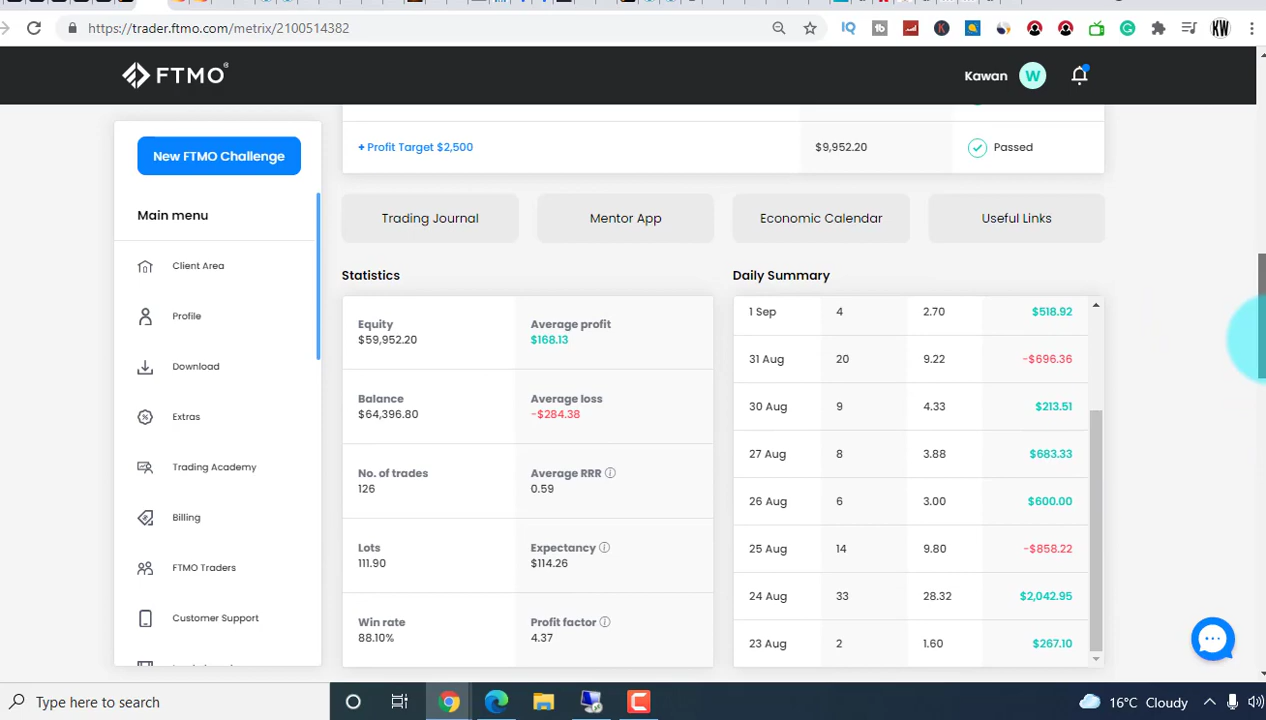 https://trader.ftmo.com/metrix/2100514382
KW
FTMO®
Kawan W
New FTMO Challenge
Main menu
Client Area
Profile
Download
Extras
Trading Academy
Billing
FTMO Traders
Customer Support
+ Profit Target $2,500 $9,952.20 Passed
Trading Journal Mentor App Economic Calendar Useful Links
Statistics
Equity Average profit
$59,952.20 $168.13
Balance Average loss
$64,396.80 -$284.38
No. of trades Average RRR
126 0.59
Lots Expectancy
111.90 $114.26
Win rate Profit factor
88.10% 4.37
Daily Summary
1 Sep 4 2.70 $518.92
31 Aug 20 9.22 -$696.36
30 Aug 9 4.33 $213.51
27 Aug 8 3.88 $683.33
26 Aug 6 3.00 $600.00
25 Aug 14 9.80 -$858.22
24 Aug 33 28.32 $2,042.95
23 Aug 2 1.60 $267.10
Type here to search
16°C Cloudy